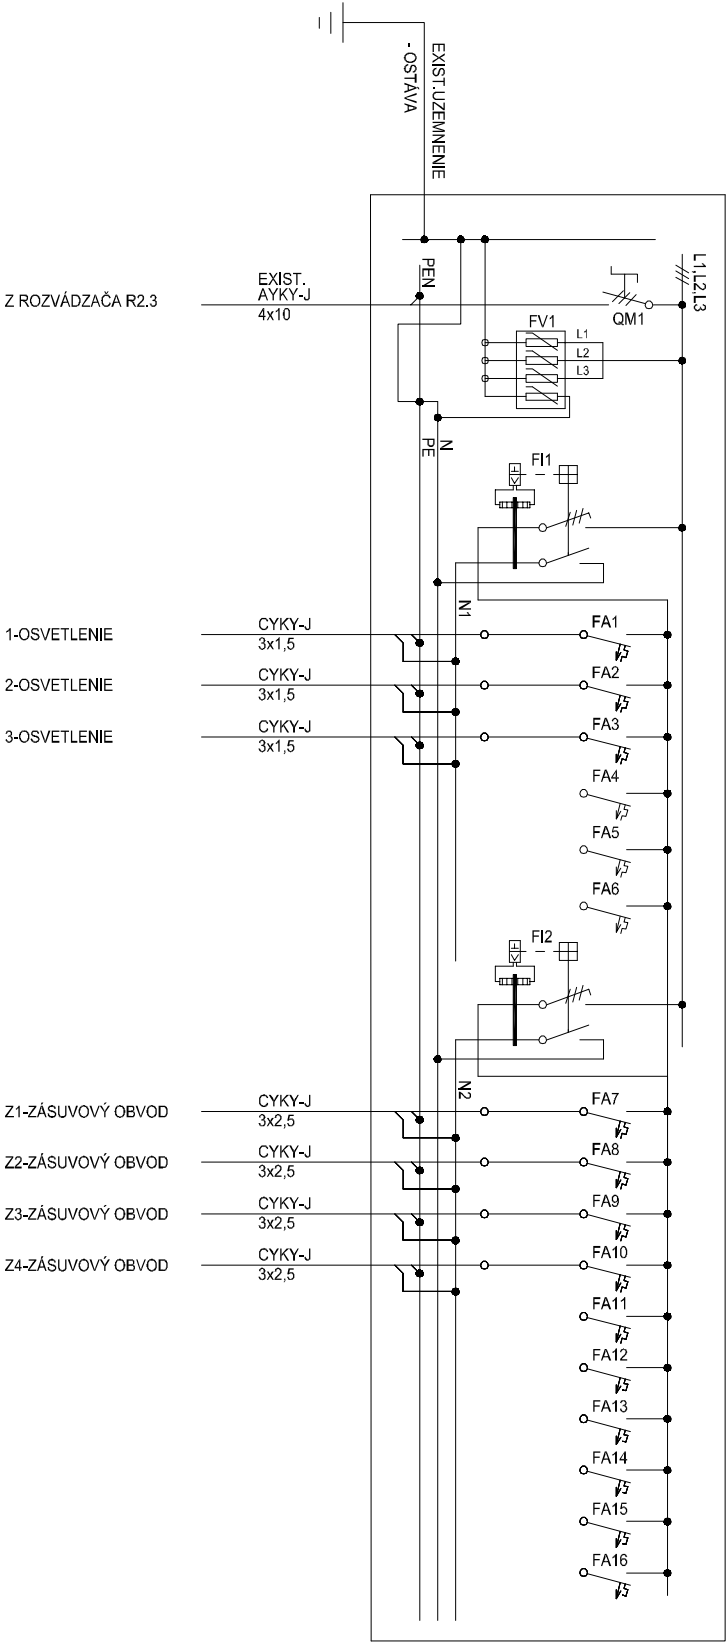 EXIST.UZEMNENIE
- OSTÁVA
PEN
L1,L2,L3
Z ROZVÁDZAČA R2.3
EXIST.
AYKY-J
4x10
QM1
FV1
L1
L2
L3
N
PE
FI1
N1
1-OSVETLENIE
CYKY-J
3x1,5
FA1
2-OSVETLENIE
CYKY-J
3x1,5
FA2
3-OSVETLENIE
CYKY-J
3x1,5
FA3
FA4
FA5
FA6
FI2
N2
Z1-ZÁSUVOVÝ OBVOD
CYKY-J
3x2,5
FA7
Z2-ZÁSUVOVÝ OBVOD
CYKY-J
3x2,5
FA8
Z3-ZÁSUVOVÝ OBVOD
CYKY-J
3x2,5
FA9
Z4-ZÁSUVOVÝ OBVOD
CYKY-J
3x2,5
FA10
FA11
FA12
FA13
FA14
FA15
FA16